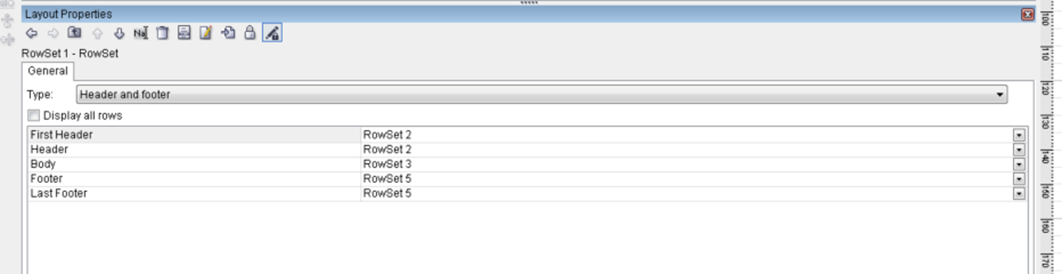 Layout Properties
NaI
RowSet 1 - RowSet
General
Type: Header and footer
Display all rows
First Header RowSet 2
Header RowSet 2
Body RowSet 3
Footer RowSet 5
Last Footer RowSet 5
100
110
120
130
140
150
160
170